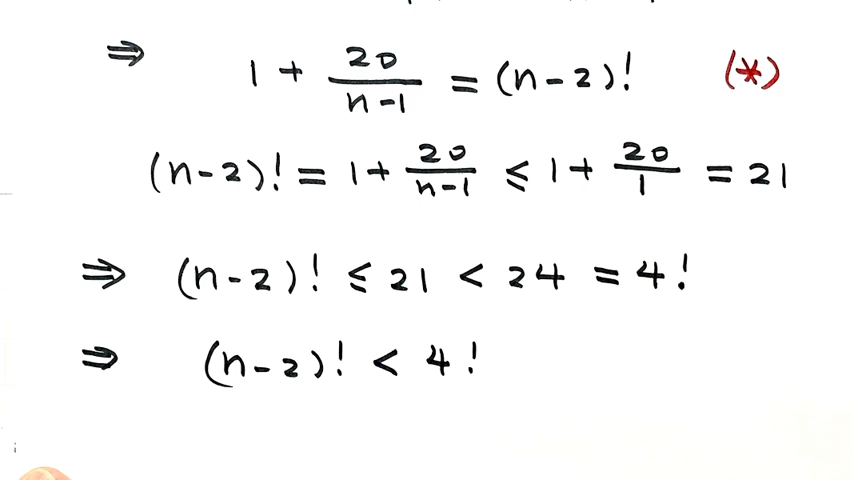 ⇒ 1 + 20/(n-1) = (n-2)! (*)
(n-2)! = 1 + 20/(n-1) ≤ 1 + 20/1 = 21
⇒ (n-2)! ≤ 21 < 24 = 4!
⇒ (n-2)! < 4!